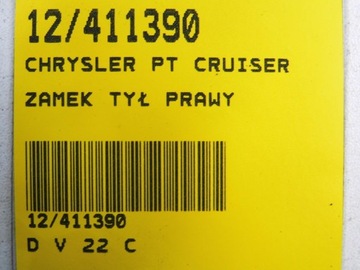 12/411390
CHRYSLER PT CRUISER
ZAMEK TYŁ PRAWY
12/411390
D V 22 C